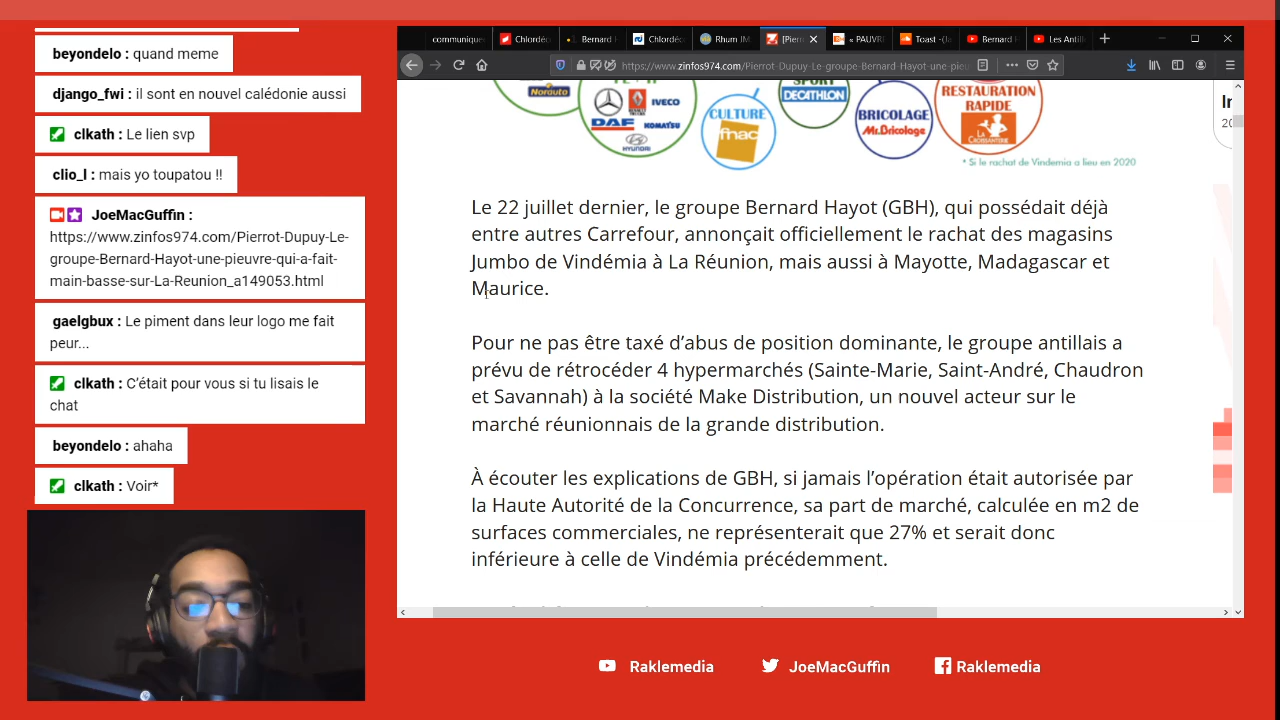 beyondelo : quand meme
django_fwi : il sont en nouvel calédonie aussi
clkath : Le lien svp
clio_l : mais yo toupatou !!
JoeMacGuffin :
https://www.zinfos974.com/Pierrot-Dupuy-Le-
groupe-Bernard-Hayot-une-pieuvre-qui-a-fait-
main-basse-sur-La-Reunion_a149053.html
gaelgbux : Le piment dans leur logo me fait
peur...
clkath : C'était pour vous si tu lisais le
chat
beyondelo : ahaha
clkath : Voir*
communique
Chlordéc
Bernard H
Chlordéc
Rhum JM
[Pierr
« PAUVRE
Toast -(la
Bernard H
Les Antill
https://www.zinfos974.com/Pierrot-Dupuy-Le-groupe-Bernard-Hayot-une-pieu
Norauto
IVECO
DAF
KOMATSU
HYUNDAI
CULTURE
fnac
SPORT
DECATHLON
BRICOLAGE
Mr.Bricolage
RESTAURATION
RAPIDE
LA
CROISSANTERIE
* Si le rachat de Vindemia a lieu en 2020
Le 22 juillet dernier, le groupe Bernard Hayot (GBH), qui possédait déjà
entre autres Carrefour, annonçait officiellement le rachat des magasins
Jumbo de Vindémia à La Réunion, mais aussi à Mayotte, Madagascar et
Maurice.
Pour ne pas être taxé d'abus de position dominante, le groupe antillais a
prévu de rétrocéder 4 hypermarchés (Sainte-Marie, Saint-André, Chaudron
et Savannah) à la société Make Distribution, un nouvel acteur sur le
marché réunionnais de la grande distribution.
À écouter les explications de GBH, si jamais l'opération était autorisée par
la Haute Autorité de la Concurrence, sa part de marché, calculée en m2 de
surfaces commerciales, ne représenterait que 27% et serait donc
inférieure à celle de Vindémia précédemment.
Raklemedia
JoeMacGuffin
Raklemedia